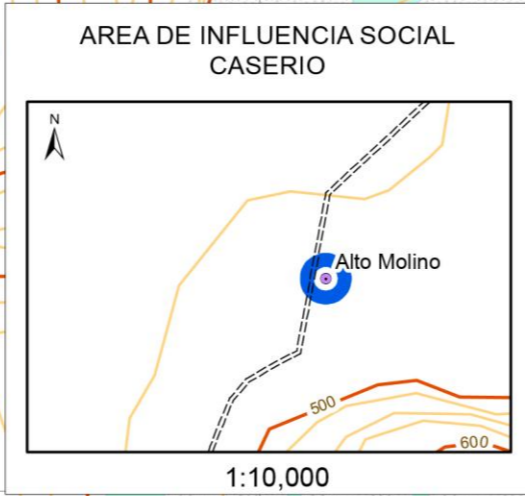 AREA DE INFLUENCIA SOCIAL
CASERIO
N
Alto Molino
500
600
1:10,000